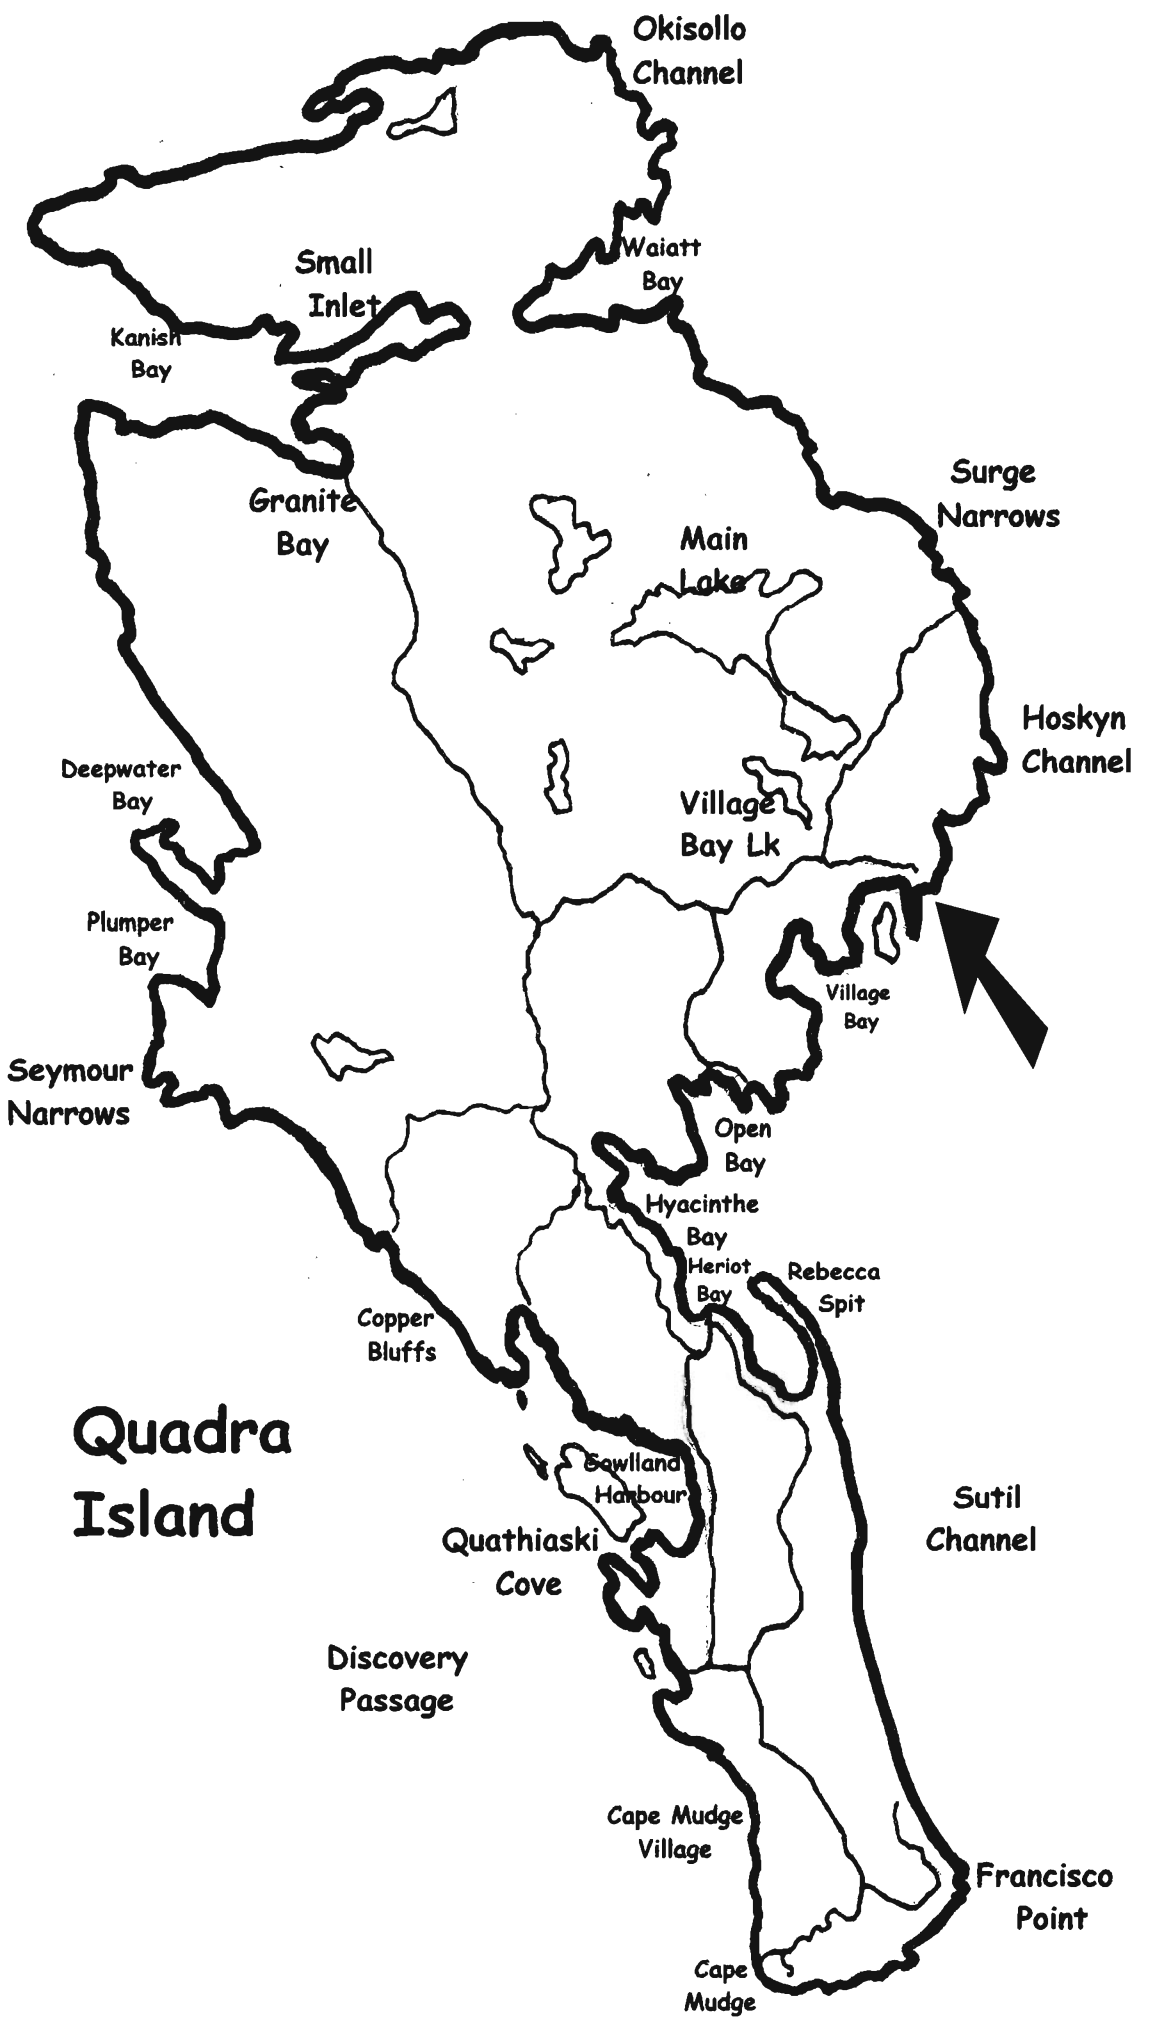 Okisollo
Channel
Waiatt
Bay
Small
Inlet
Kanish
Bay
Surge
Narrows
Granite
Bay
Main
Lake
Hoskyn
Channel
Deepwater
Bay
Village
Bay Lk
Plumper
Bay
Village
Bay
Seymour
Narrows
Open
Bay
Hyacinthe
Bay
Heriot
Bay
Rebecca
Spit
Copper
Bluffs
Quadra
Island
Gowlland
Harbour
Sutil
Channel
Quathiaski
Cove
Discovery
Passage
Cape Mudge
Village
Francisco
Point
Cape
Mudge